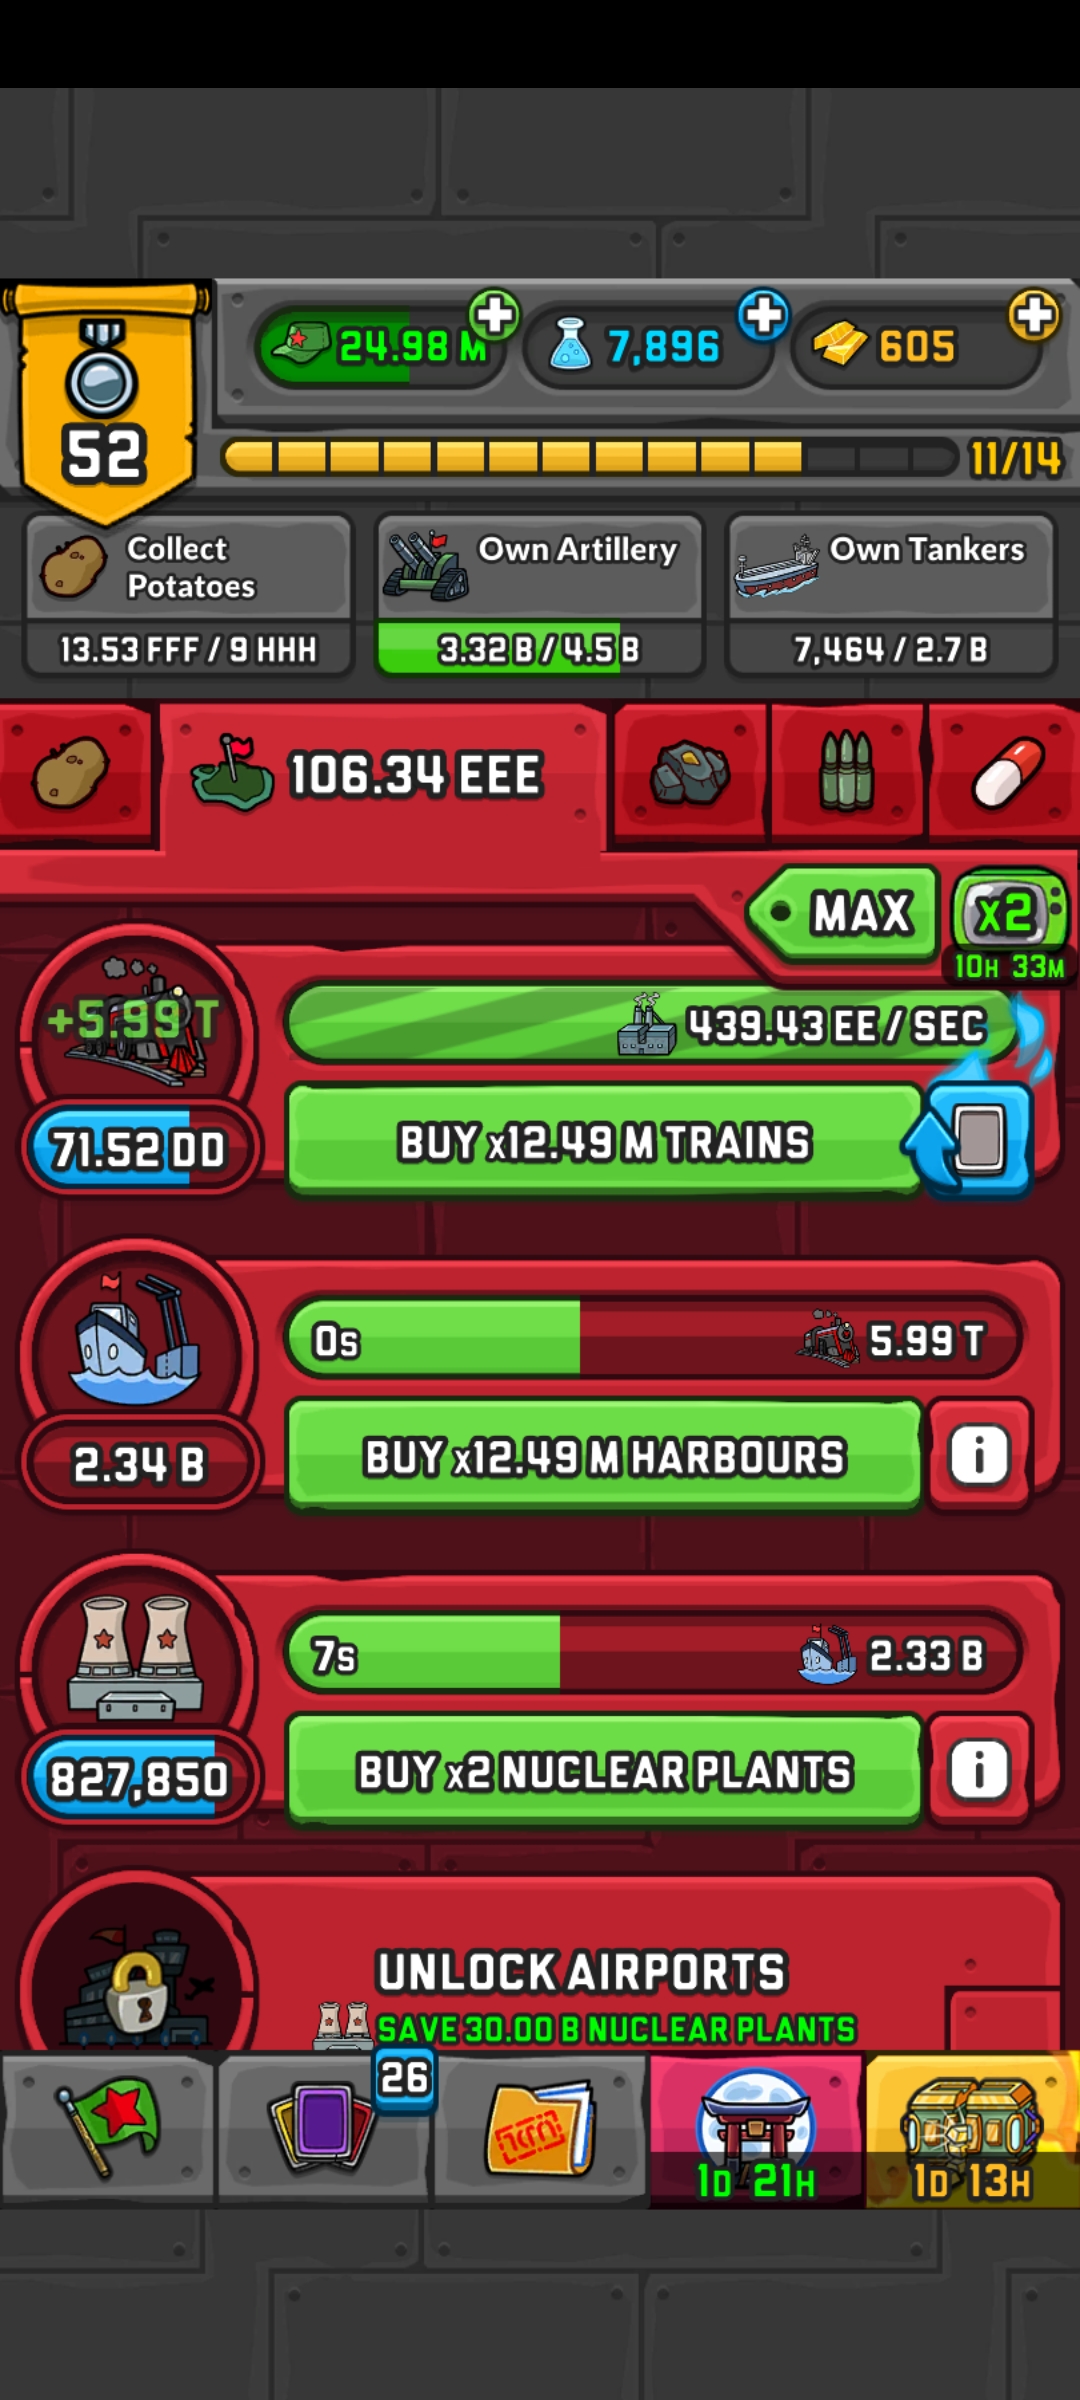 24.98 M
7,896
605
52
11/14
Collect
Potatoes
Own Artillery
Own Tankers
13.53 FFF / 9 HHH
3.32 B / 4.5 B
7,464 / 2.7 B
106.34 EEE
MAX
x2
10H 33M
+5.99 T
439.43 EE / SEC
71.52 DD
BUY x12.49 M TRAINS
0s
5.99 T
2.34 B
BUY x12.49 M HARBOURS
i
7s
2.33 B
827,850
BUY x2 NUCLEAR PLANTS
i
UNLOCK AIRPORTS
SAVE 30.00 B NUCLEAR PLANTS
26
1D 21H
1D 13H